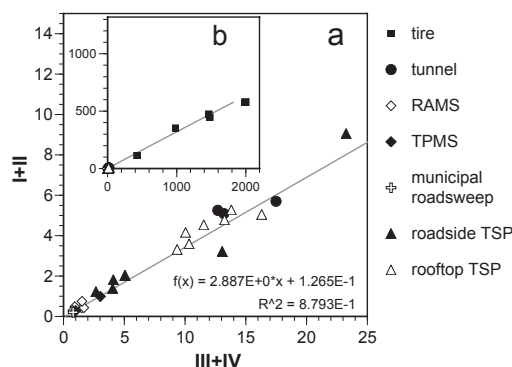 b
a
1000
500
0
0
1000
2000
14
12
10
8
6
4
2
0
I+II
0
5
10
15
20
25
III+IV
f(x) = 2.887E+0*x + 1.265E-1
R^2 = 8.793E-1
tire
tunnel
RAMS
TPMS
municipal
roadsweep
roadside TSP
rooftop TSP